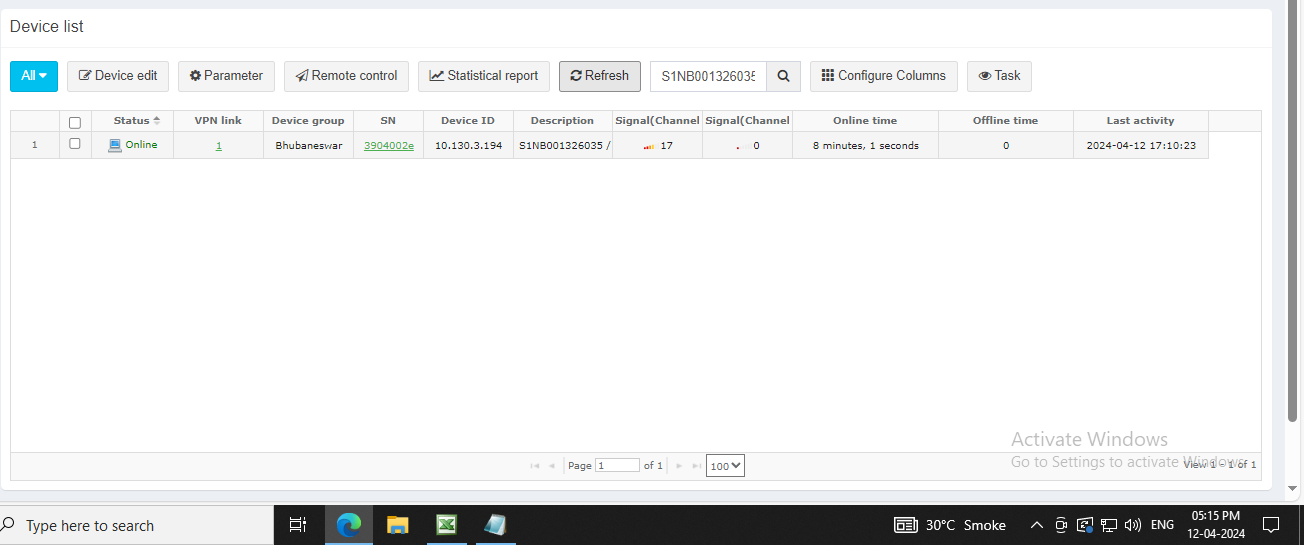 Device list
All Device edit Parameter Remote control Statistical report Refresh S1NB001326035 Configure Columns Task
Status VPN link Device group SN Device ID Description Signal(Channel Signal(Channel Online time Offline time Last activity
1 Online 1 Bhubaneswar 3904002e 10.130.3.194 S1NB001326035 / 17 0 8 minutes, 1 seconds 0 2024-04-12 17:10:23
Activate Windows
Go to Settings to activate Windows.
Page 1 of 1 100 View 1 - 1 of 1
Type here to search 30°C Smoke ENG 05:15 PM
12-04-2024